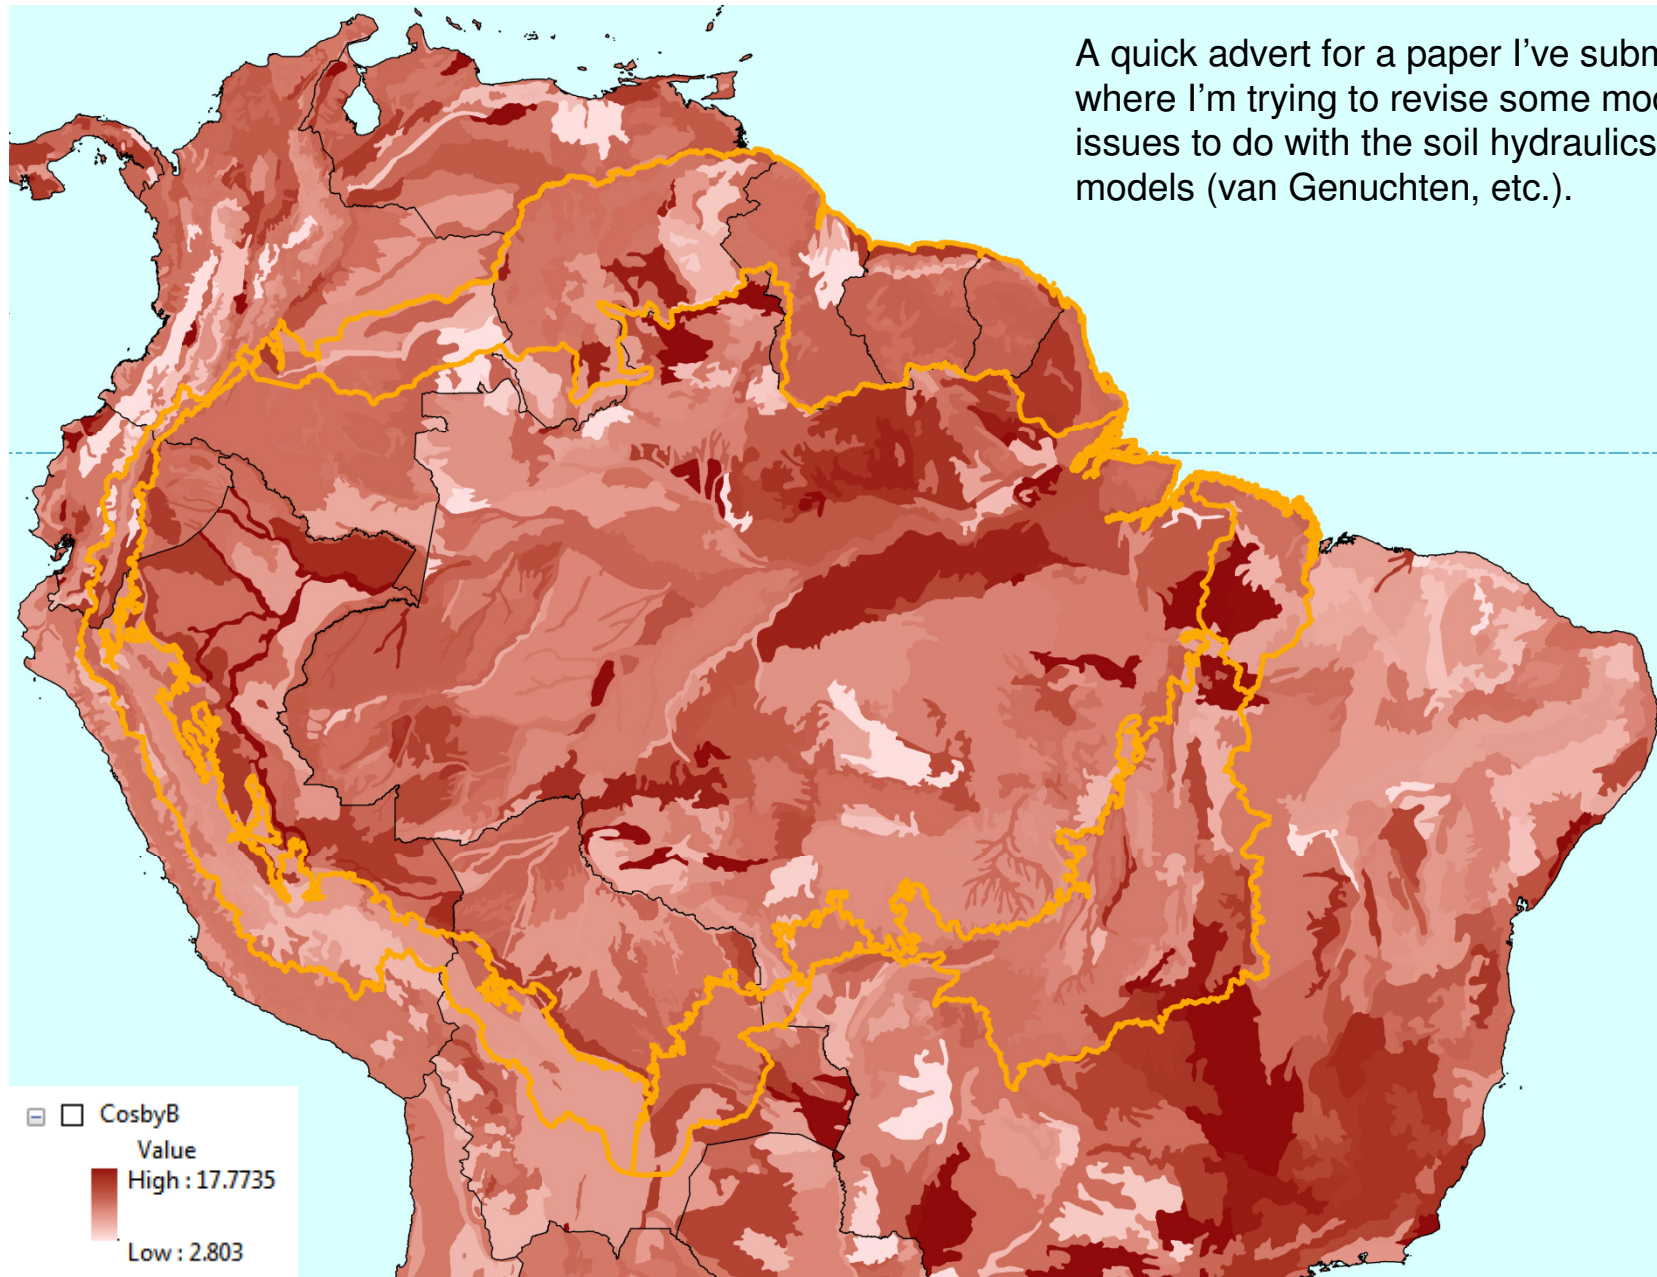 A quick advert for a paper I've subm
where I'm trying to revise some mod
issues to do with the soil hydraulics
models (van Genuchten, etc.).
CosbyB
Value
High : 17.7735
Low : 2.803